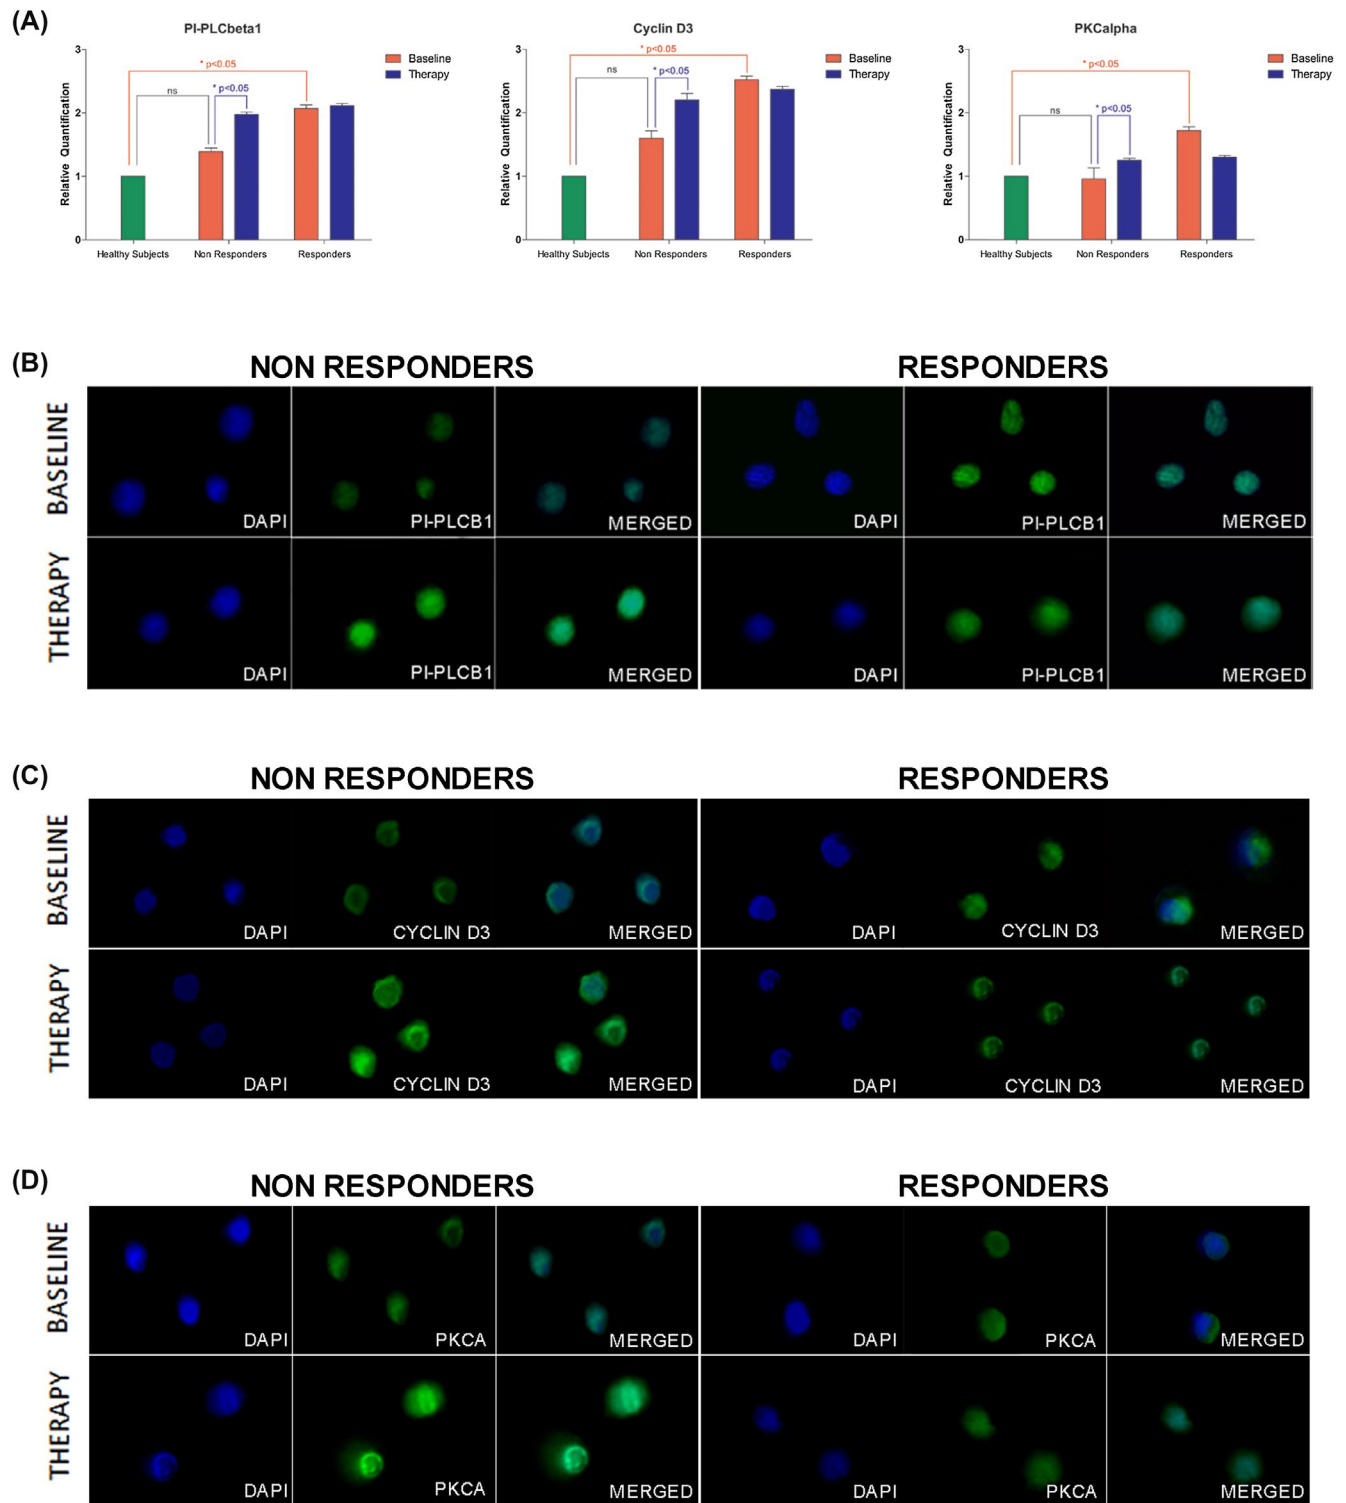 (A)
PI-PLCbeta1
Relative Quantification
3
2
1
0
* p<0.05
ns
* p<0.05
Baseline
Therapy
Healthy Subjects
Non Responders
Responders
Cyclin D3
Relative Quantification
3
2
1
0
* p<0.05
ns
* p<0.05
Baseline
Therapy
Healthy Subjects
Non Responders
Responders
PKCalpha
Relative Quantification
3
2
1
0
* p<0.05
ns
* p<0.05
Baseline
Therapy
Healthy Subjects
Non Responders
Responders
(B)
NON RESPONDERS
RESPONDERS
BASELINE
DAPI
PI-PLCB1
MERGED
DAPI
PI-PLCB1
MERGED
THERAPY
DAPI
PI-PLCB1
MERGED
DAPI
PI-PLCB1
MERGED
(C)
NON RESPONDERS
RESPONDERS
BASELINE
DAPI
CYCLIN D3
MERGED
DAPI
CYCLIN D3
MERGED
THERAPY
DAPI
CYCLIN D3
MERGED
DAPI
CYCLIN D3
MERGED
(D)
NON RESPONDERS
RESPONDERS
BASELINE
DAPI
PKCA
MERGED
DAPI
PKCA
MERGED
THERAPY
DAPI
PKCA
MERGED
DAPI
PKCA
MERGED